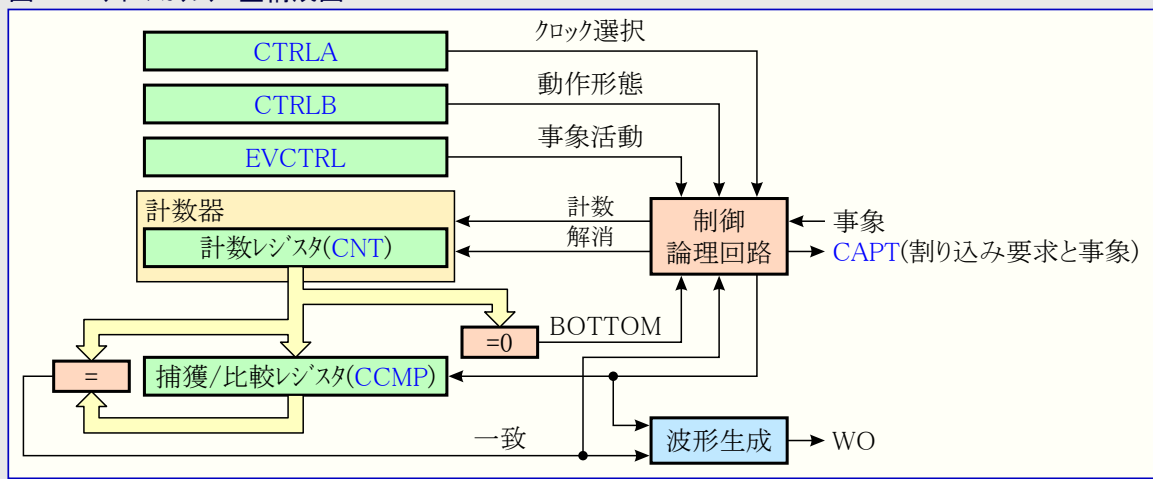 CTRLA
クロック選択
CTRLB
動作形態
EVCTRL
事象活動
計数器
計数レジスタ(CNT)
計数
解消
制御
論理回路
事象
CAPT(割り込み要求と事象)
=0
BOTTOM
=
捕獲/比較レジスタ(CCMP)
一致
波形生成
WO